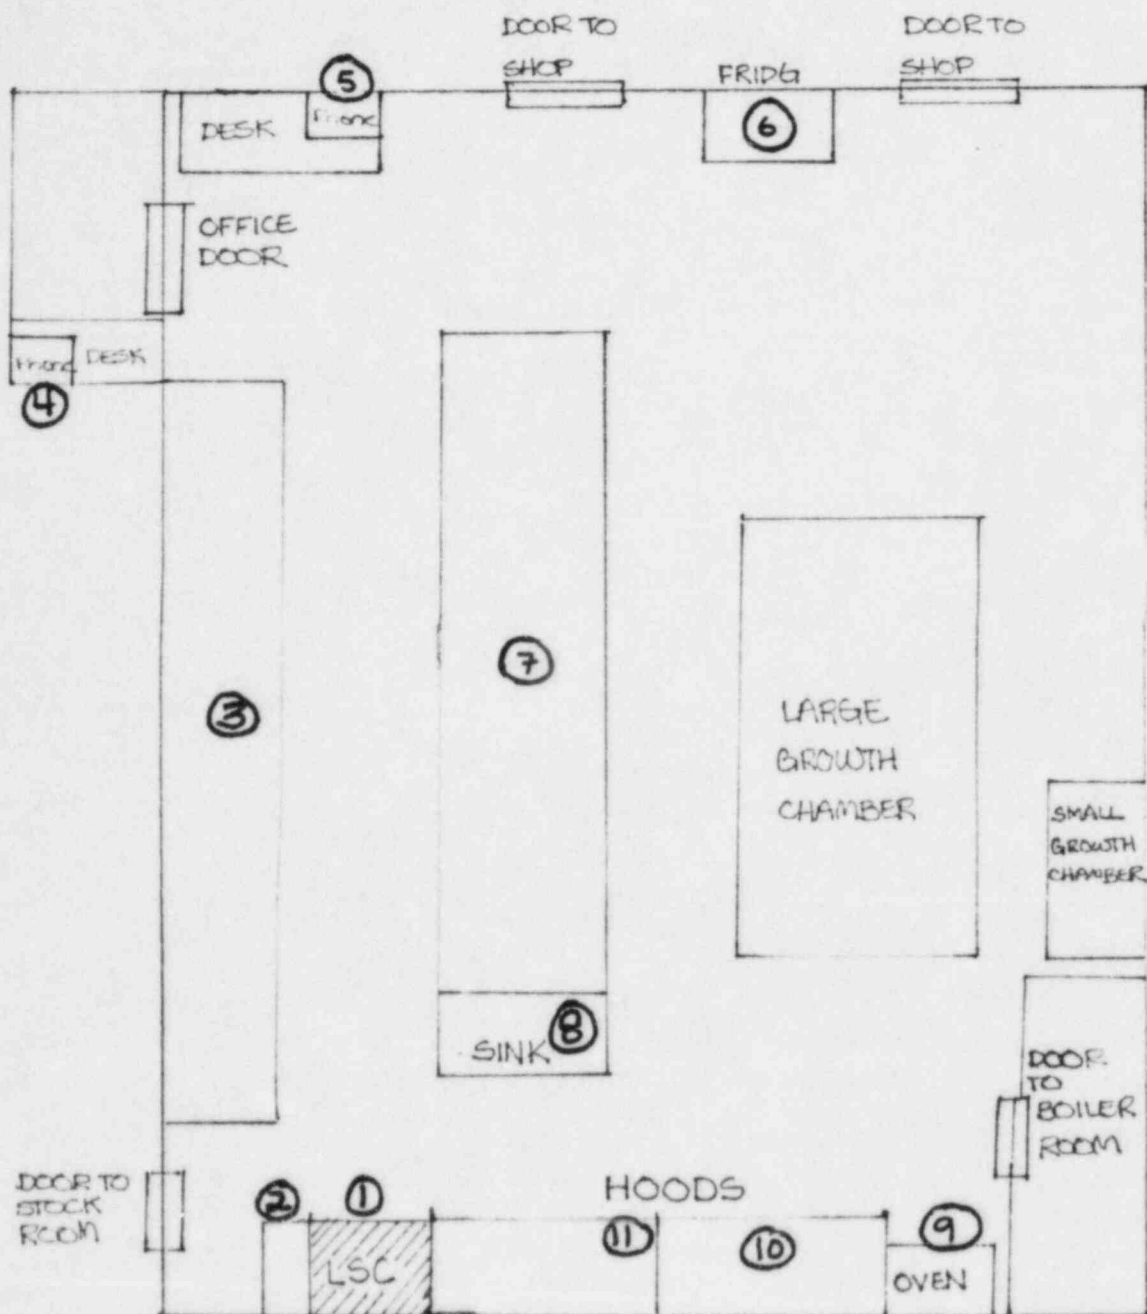 DOOR TO
SHOP
DOOR TO
SHOP
5
FRIDG
6
DESK
Phone
OFFICE
DOOR
Phone
DESK
4
7
3
LARGE
GROWTH
CHAMBER
SMALL
GROWTH
CHAMBER
SINK
8
DOOR
TO
BOILER
ROOM
DOOR TO
STOCK
ROOM
2
1
HOODS
11
10
9
LSC
OVEN